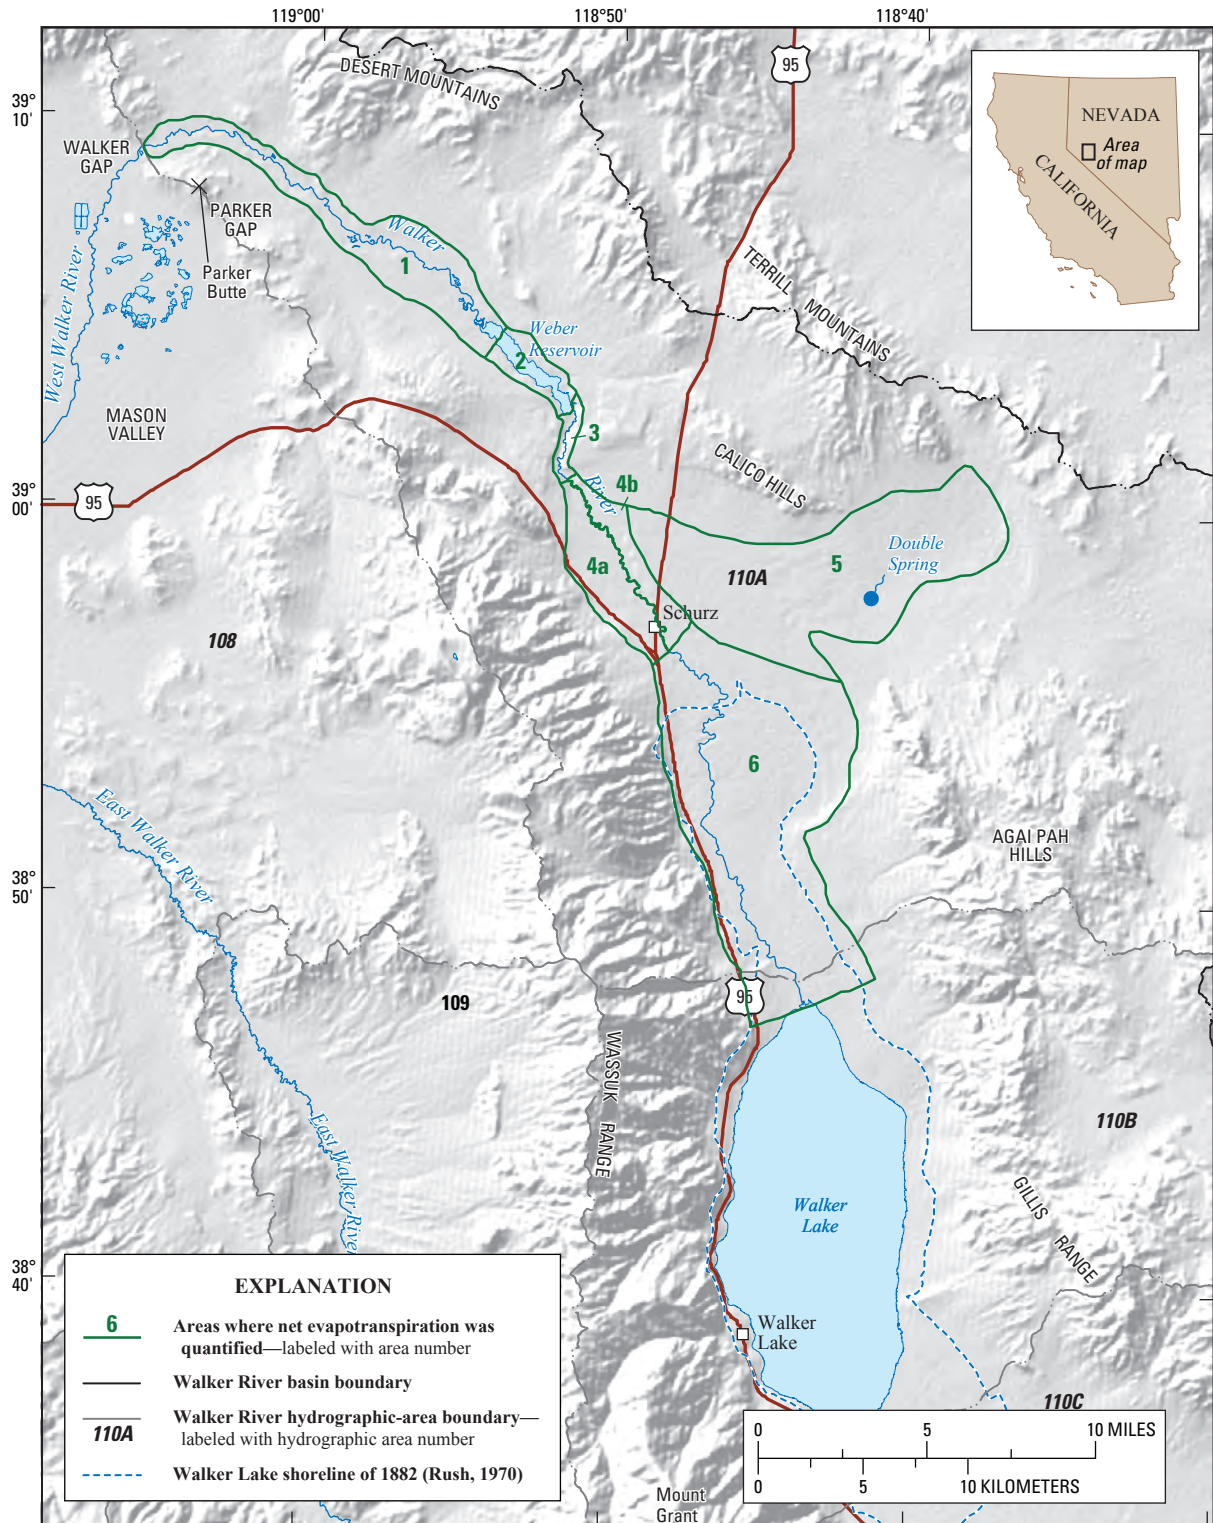 119°00'
118°50'
118°40'
39°
10'
39°
00'
38°
50'
38°
40'
95
DESERT MOUNTAINS
WALKER
GAP
PARKER
GAP
Parker
Butte
West Walker River
Walker
1
Weber
Reservoir
2
3
MASON
VALLEY
95
TERRILL MOUNTAINS
CALICO HILLS
River
4b
4a
5
Double
Spring
110A
Schurz
108
6
East Walker River
AGAI PAH
HILLS
109
95
WASSUK RANGE
East Walker River
110B
Walker
Lake
GILLIS RANGE
Walker
Lake
110C
Mount
Grant
NEVADA
Area
of map
CALIFORNIA
EXPLANATION
6
Areas where net evapotranspiration was
quantified—labeled with area number
Walker River basin boundary
110A
Walker River hydrographic-area boundary—
labeled with hydrographic area number
Walker Lake shoreline of 1882 (Rush, 1970)
0 5 10 MILES
0 5 10 KILOMETERS